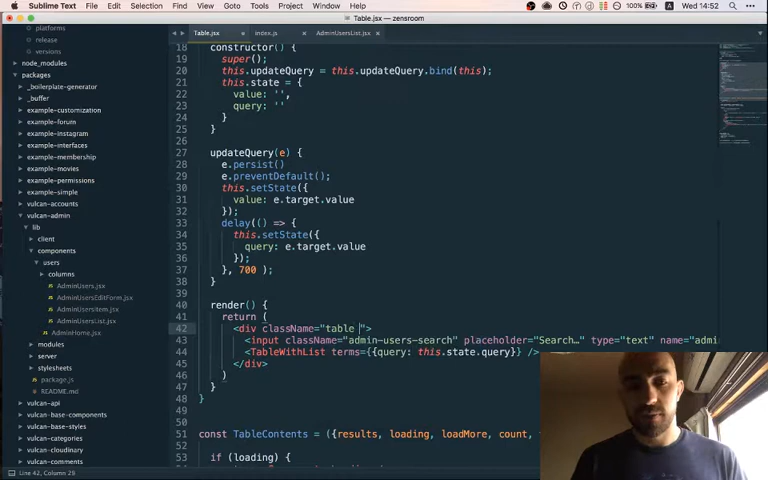 Sublime Text File Edit Selection Find View Goto Tools Project Window Help 100% Wed 14:52
Table.jsx — zensroom
Table.jsx index.js AdminUsersList.jsx
platforms
release
versions
node_modules
packages
_boilerplate-generator
_buffer
example-customization
example-forum
example-instagram
example-interfaces
example-membership
example-movies
example-permissions
example-simple
vulcan-accounts
vulcan-admin
lib
client
components
users
columns
AdminUsers.jsx
AdminUsersEditForm.jsx
AdminUsersItem.jsx
AdminUsersList.jsx
AdminHome.jsx
modules
server
stylesheets
package.js
README.md
vulcan-api
vulcan-base-components
vulcan-base-styles
vulcan-categories
vulcan-cloudinary
vulcan-comments
18 constructor() {
19 super();
20 this.updateQuery = this.updateQuery.bind(this);
21 this.state = {
22 value: '',
23 query: ''
24 }
25 }
26
27 updateQuery(e) {
28 e.persist()
29 e.preventDefault();
30 this.setState({
31 value: e.target.value
32 });
33 delay(() => {
34 this.setState({
35 query: e.target.value
36 });
37 }, 700 );
38 }
39
40 render() {
41 return (
42 <div className="table ">
43 <input className="admin-users-search" placeholder="Search…" type="text" name="admi
44 <TableWithList terms={{query: this.state.query}} />
45 </div>
46 )
47 }
48 }
49
50
51 const TableContents = ({results, loading, loadMore, count,
52
53 if (loading) {
Line 42, Column 28